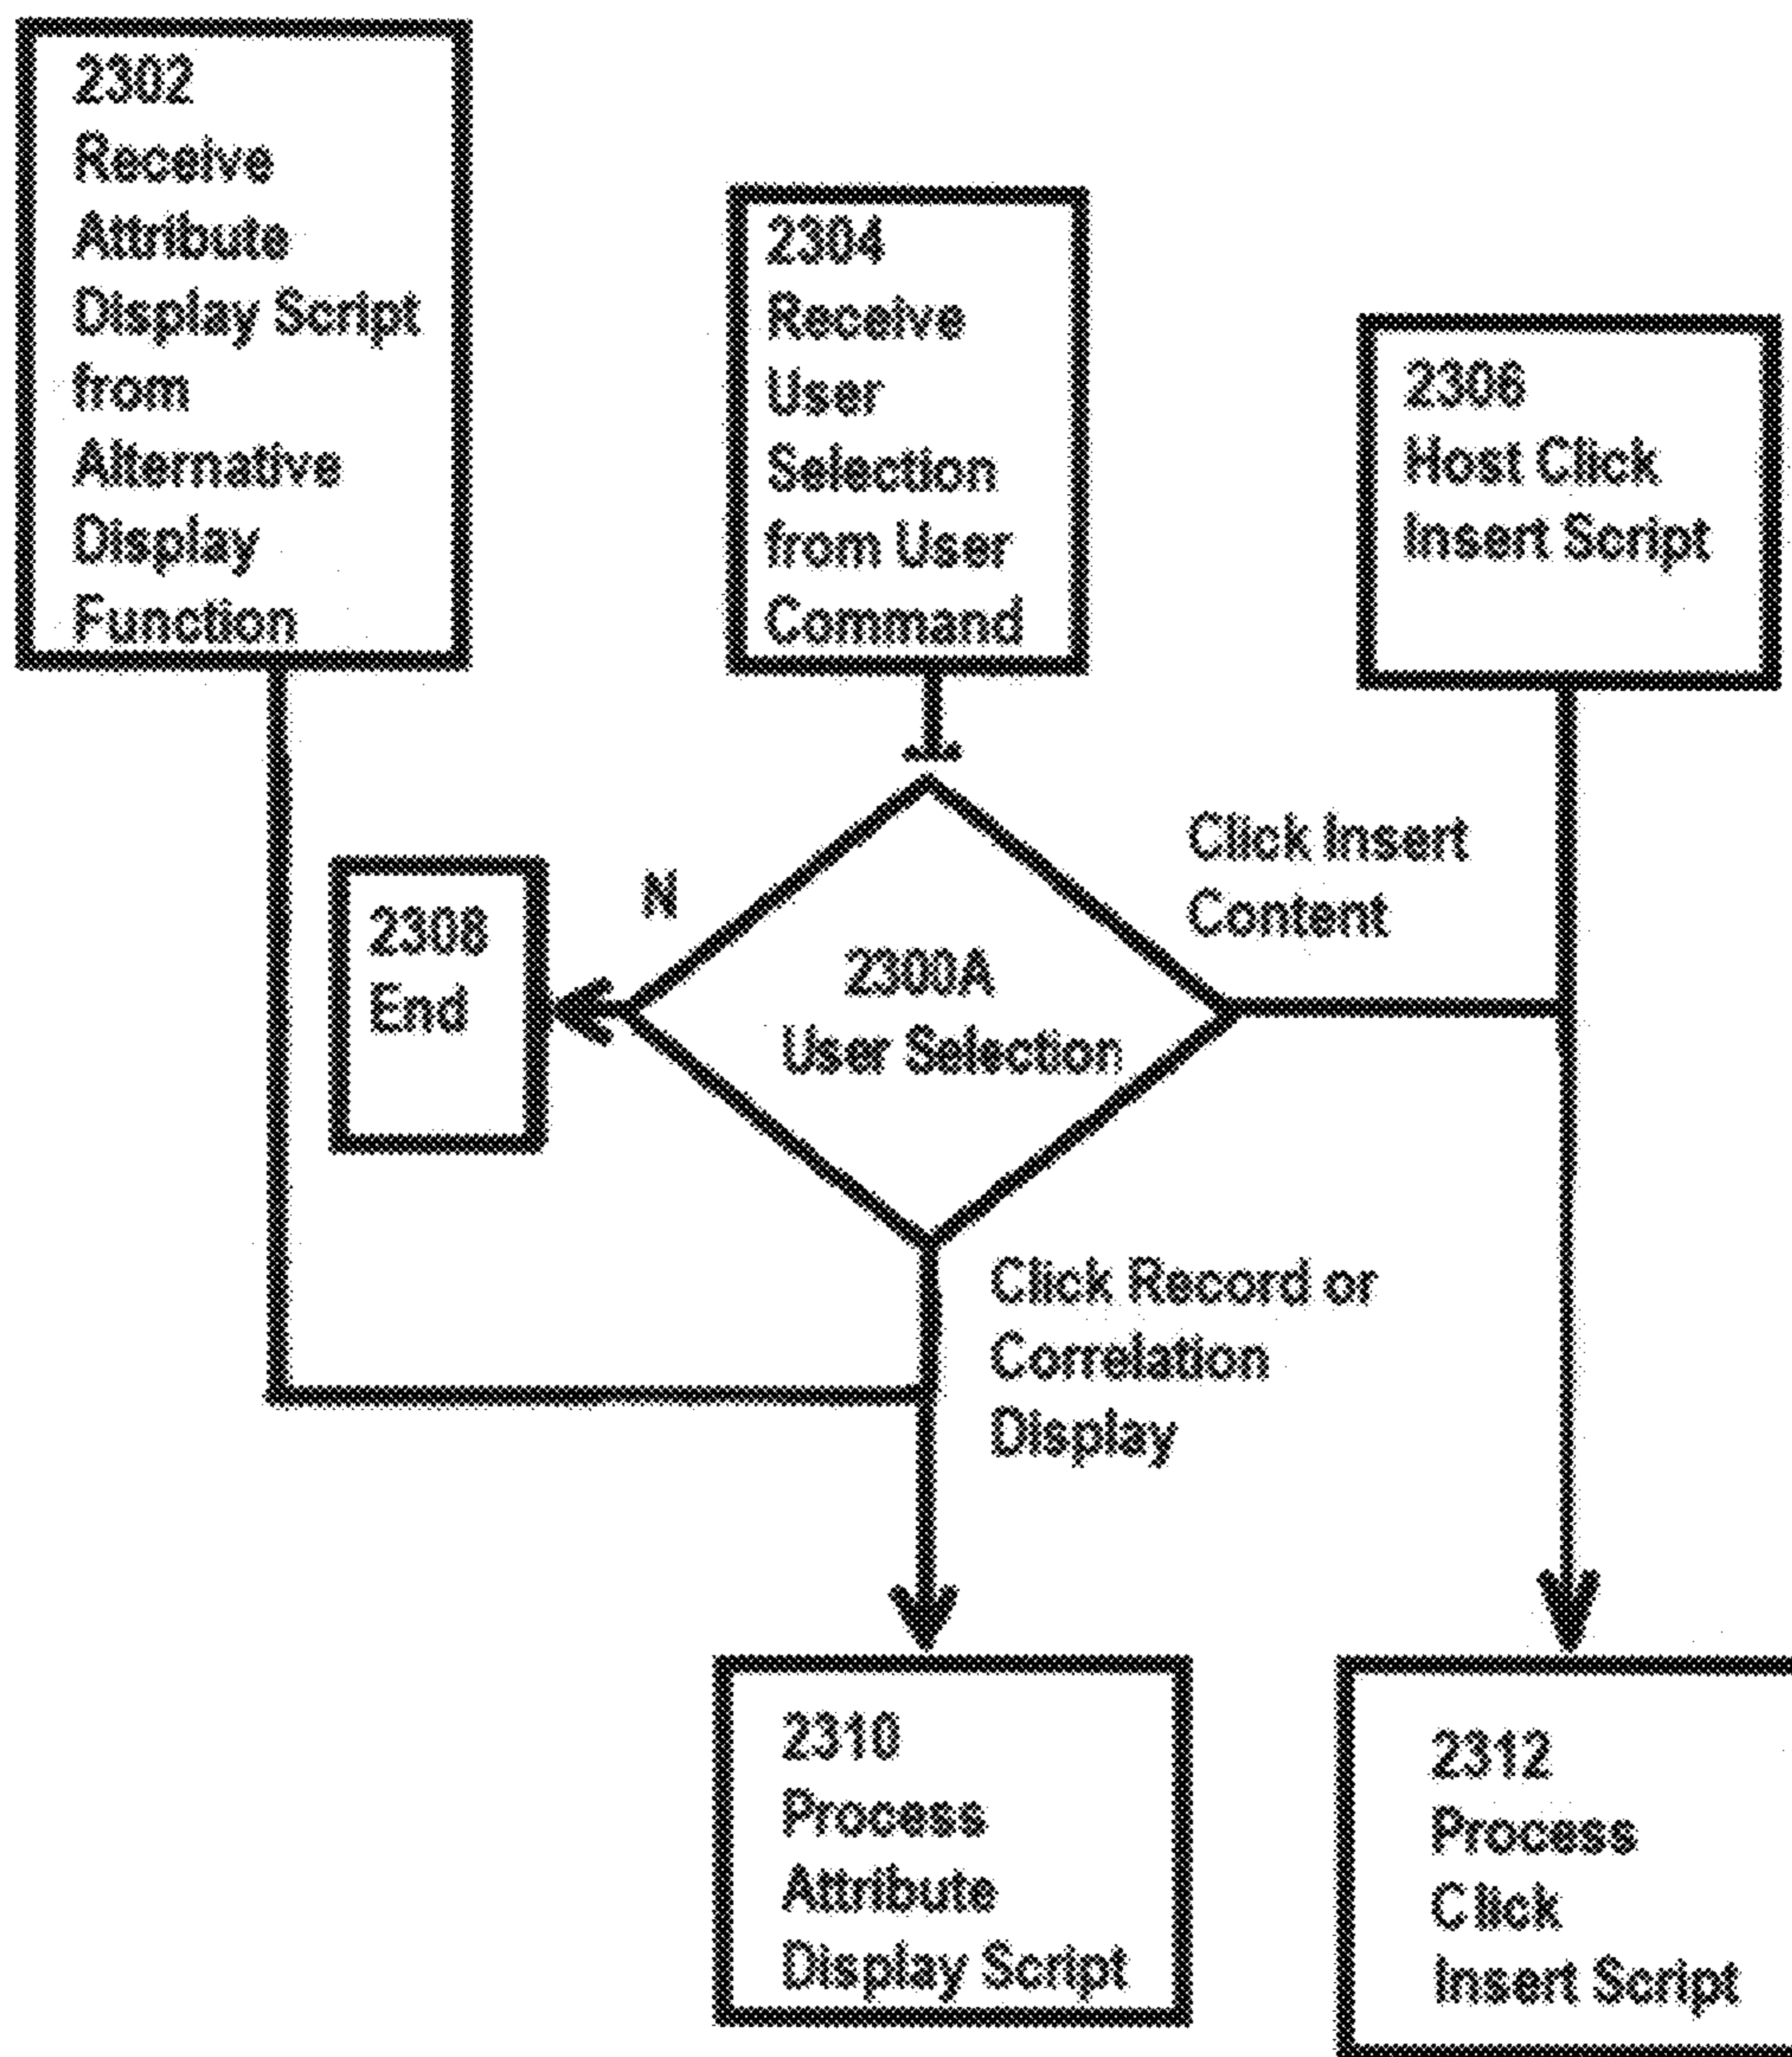 2302
Receive
Attribute
Display Script
from
Alternative
Display
Function
2304
Receive
User
Selection
from User
Command
2306
Host Click
Insert Script
Click Insert
Content
N
2308
End
2300A
User Selection
Click Record or
Correlation
Display
2310
Process
Attribute
Display Script
2312
Process
Click
Insert Script